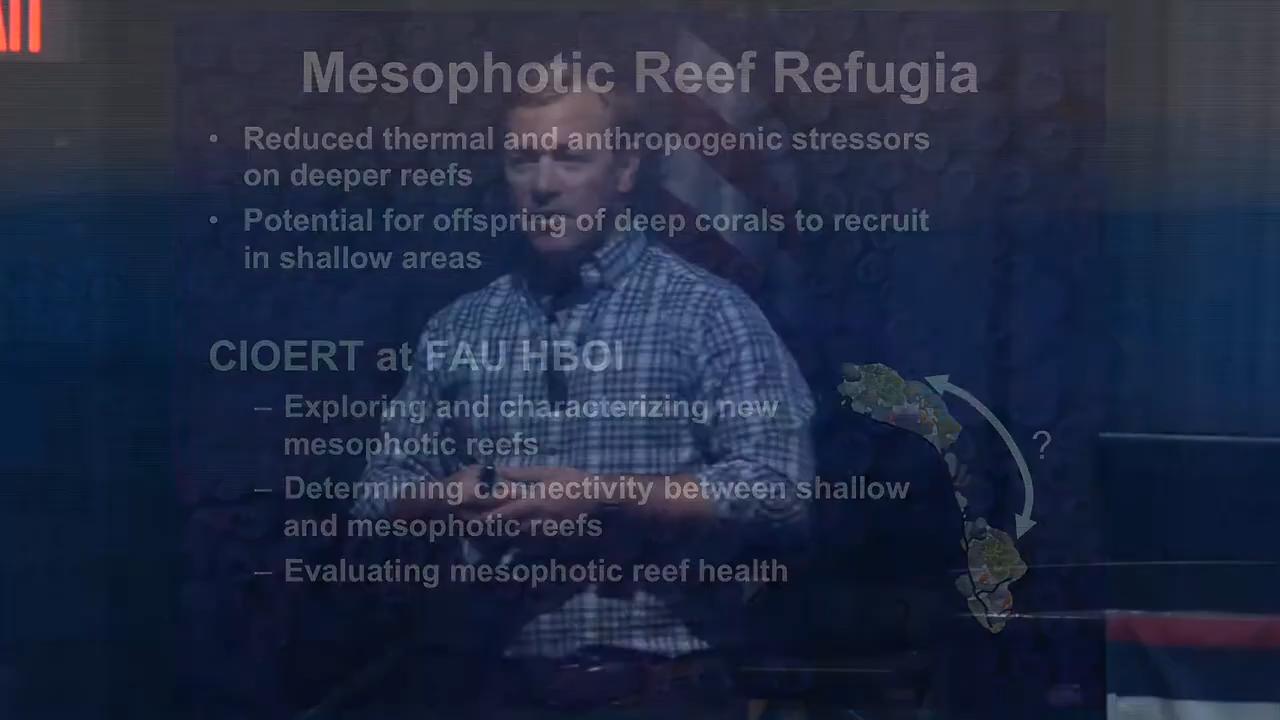 Mesophotic Reef Refugia
• Reduced thermal and anthropogenic stressors
on deeper reefs
• Potential for offspring of deep corals to recruit
in shallow areas
CIOERT at FAU HBOI
– Exploring and characterizing new
mesophotic reefs
?
– Determining connectivity between shallow
and mesophotic reefs
– Evaluating mesophotic reef health